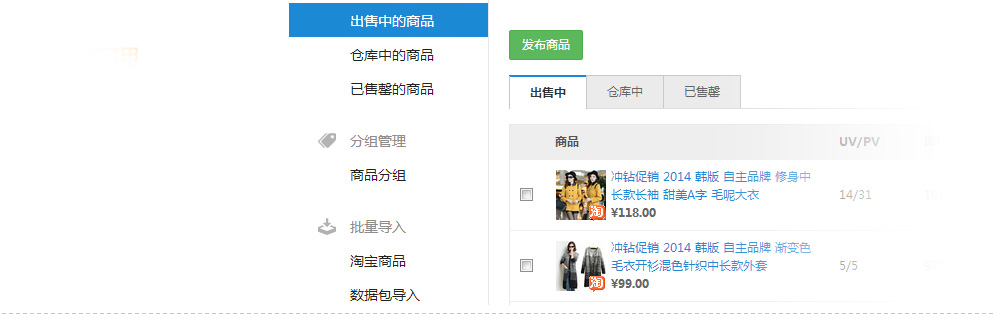 出售中的商品
仓库中的商品
已售罄的商品
分组管理
商品分组
批量导入
淘宝商品
数据包导入
发布商品
出售中 仓库中 已售罄
商品 UV/PV
冲钻促销 2014 韩版 自主品牌 修身中
长款长袖 甜美A字 毛呢大衣
¥118.00
14/31
淘
冲钻促销 2014 韩版 自主品牌 渐变色
毛衣开衫混色针织中长款外套
¥99.00
5/5
淘